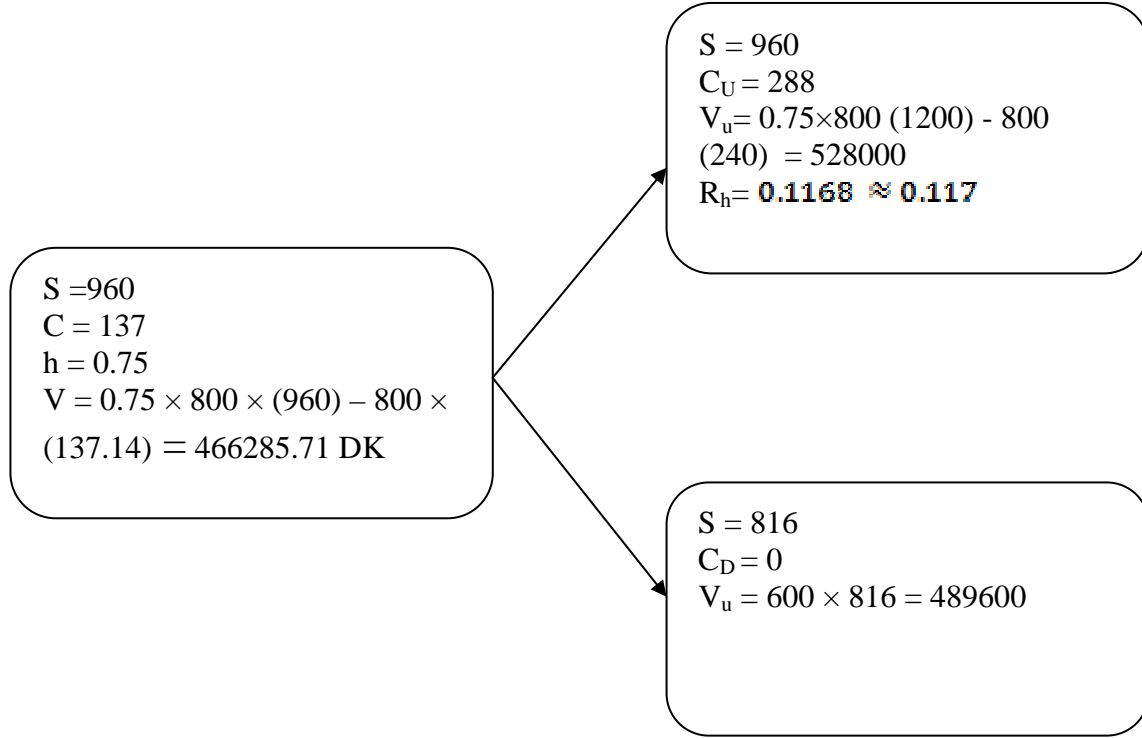 S = 960
C_U = 288
V_u= 0.75×800 (1200) - 800
(240) = 528000
R_h= 0.1168 ≈ 0.117
S =960
C = 137
h = 0.75
V = 0.75 × 800 × (960) – 800 ×
(137.14) = 466285.71 DK
S = 816
C_D = 0
V_u = 600 × 816 = 489600